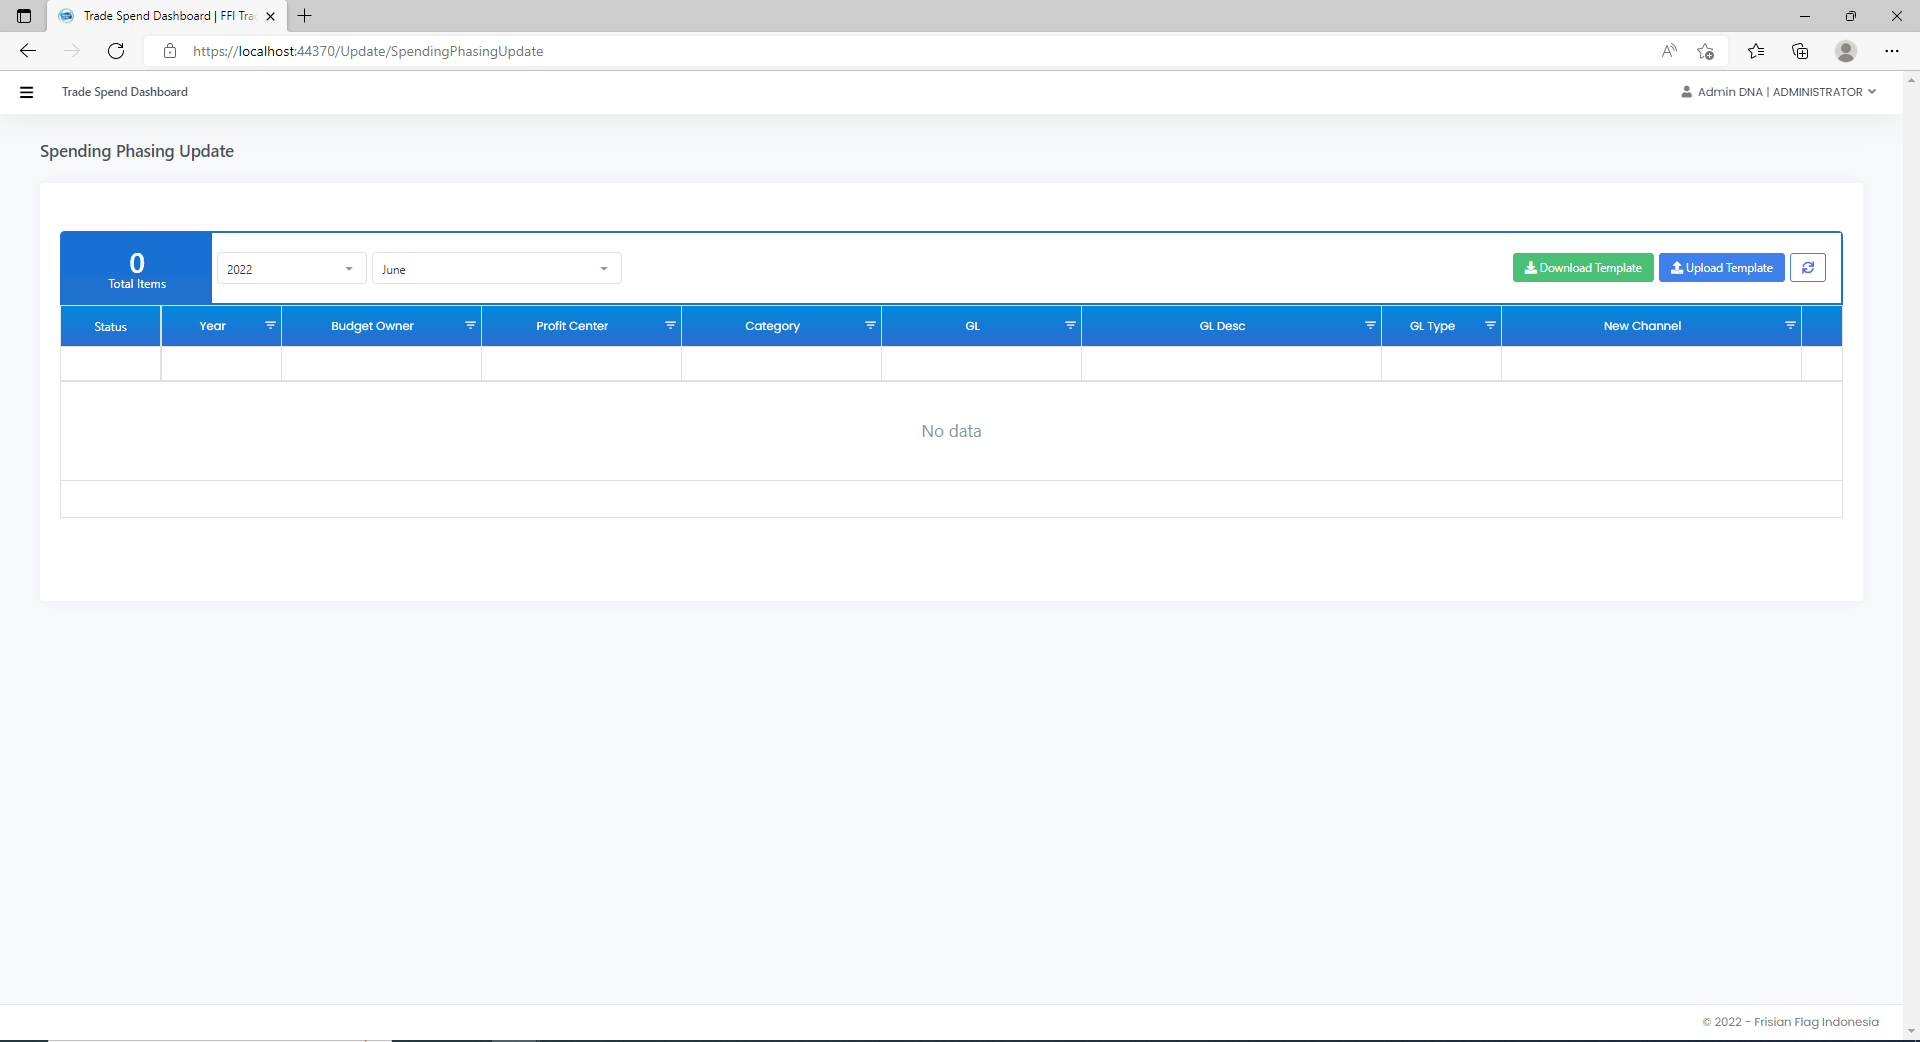 Trade Spend Dashboard | FFI Tra
https://localhost:44370/Update/SpendingPhasingUpdate
Trade Spend Dashboard
Admin DNA | ADMINISTRATOR
Spending Phasing Update
0
Total Items
2022
June
Download Template
Upload Template
Status
Year
Budget Owner
Profit Center
Category
GL
GL Desc
GL Type
New Channel
No data
© 2022 - Frisian Flag Indonesia